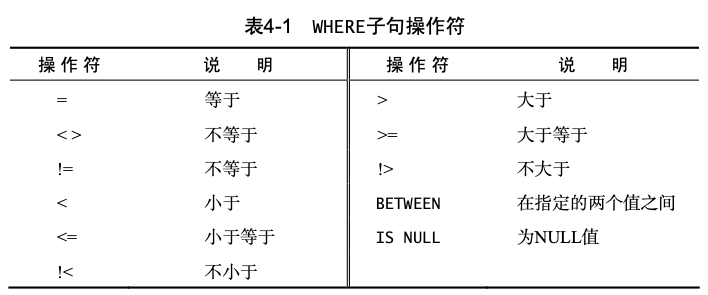 表4-1 WHERE子句操作符
操作符 说 明 操作符 说 明
= 等于 > 大于
<> 不等于 >= 大于等于
!= 不等于 !> 不大于
< 小于 BETWEEN 在指定的两个值之间
<= 小于等于 IS NULL 为NULL值
!< 不小于